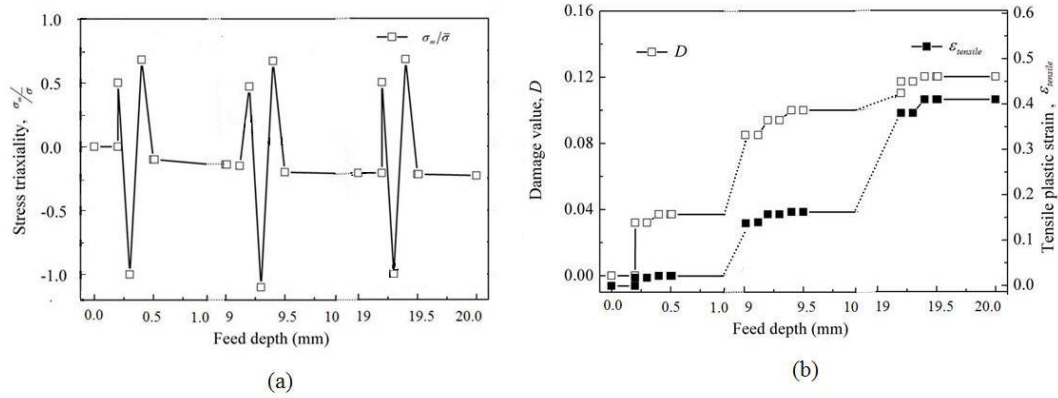 1.0
0.5
0.0
-0.5
-1.0
Stress triaxiality, σₘ/σ̄
σₘ/σ̄
0.0 0.5 1.0 9 9.5 10 19 19.5 20.0
Feed depth (mm)
(a)
0.16
0.12
0.08
0.04
0.00
Damage value, D
D
ε tensile
0.6
0.5
0.4
0.3
0.2
0.1
0.0
Tensile plastic strain , ε tensile
0.0 0.5 1.0 9 9.5 10 19 19.5 20.0
Feed depth (mm)
(b)